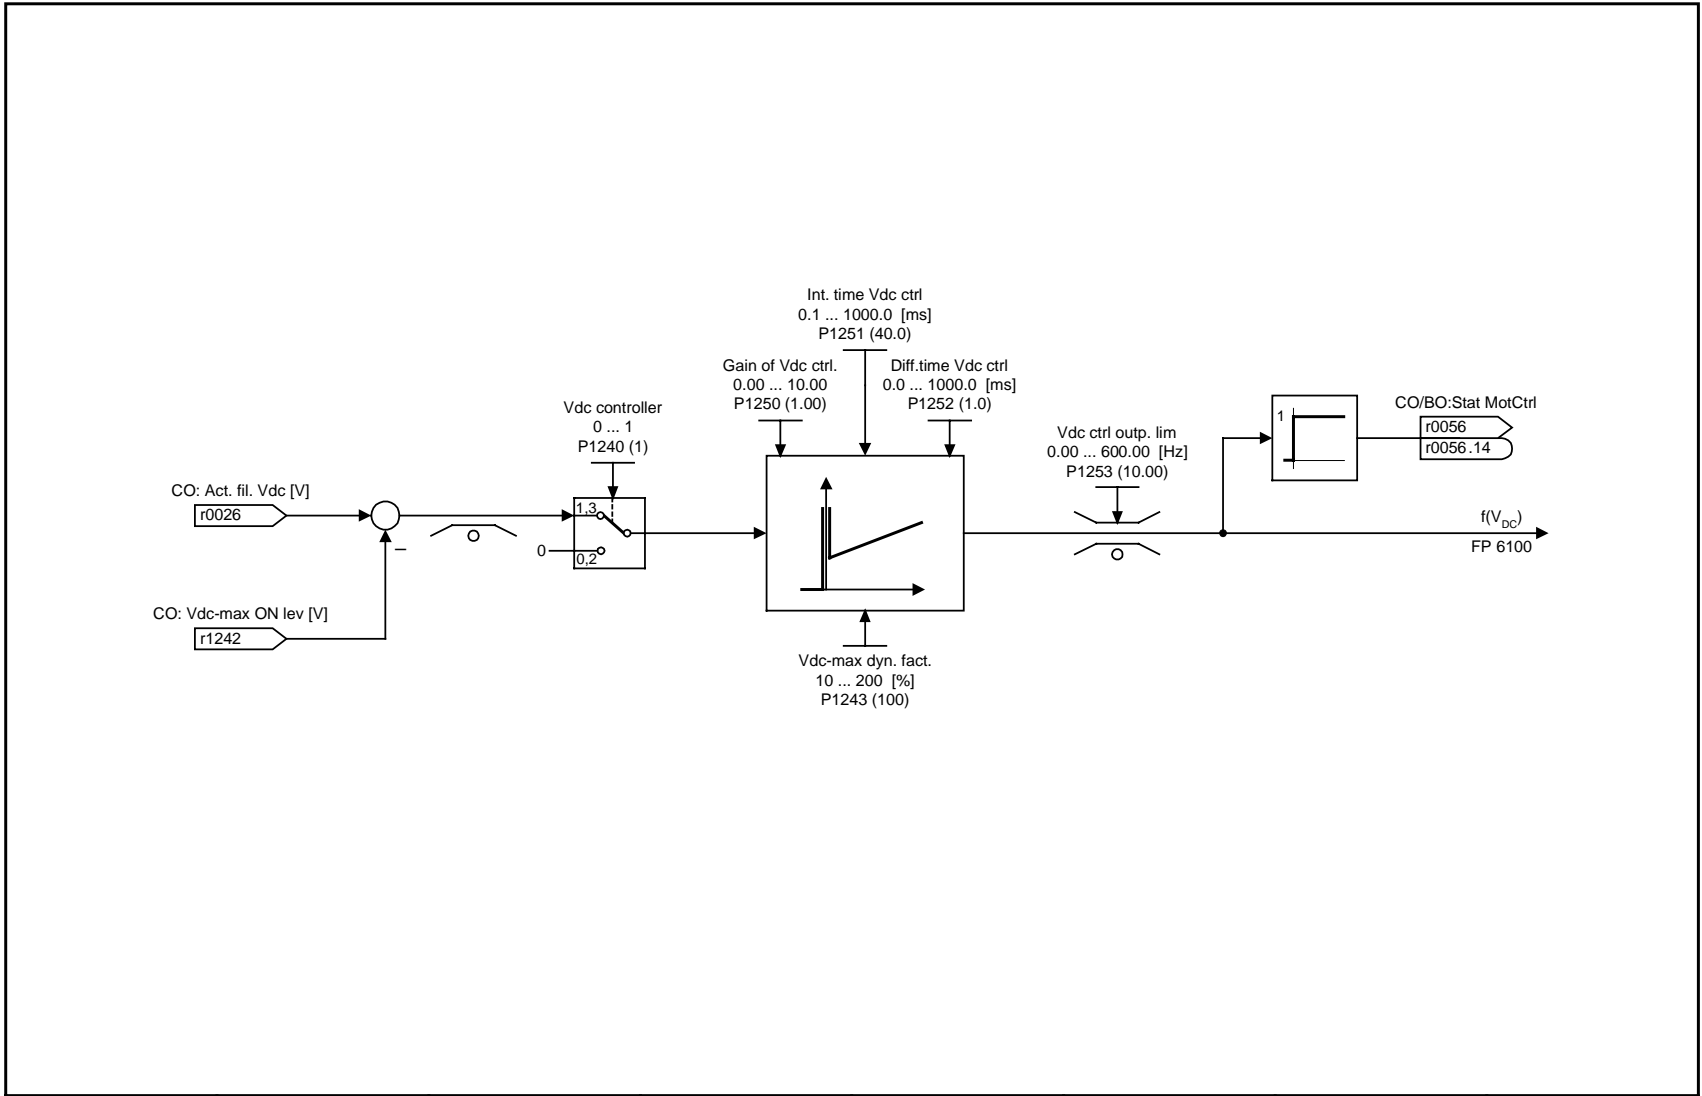 Int. time Vdc ctrl
0.1 ... 1000.0 [ms]
P1251 (40.0)
Gain of Vdc ctrl.
0.00 ... 10.00
P1250 (1.00)
Diff.time Vdc ctrl
0.0 ... 1000.0 [ms]
P1252 (1.0)
Vdc controller
0 ... 1
P1240 (1)
Vdc ctrl outp. lim
0.00 ... 600.00 [Hz]
P1253 (10.00)
1
CO/BO:Stat MotCtrl
r0056
r0056.14
CO: Act. fil. Vdc [V]
r0026
–
1,3
0
0,2
f(VDC)
FP 6100
CO: Vdc-max ON lev [V]
r1242
Vdc-max dyn. fact.
10 ... 200 [%]
P1243 (100)